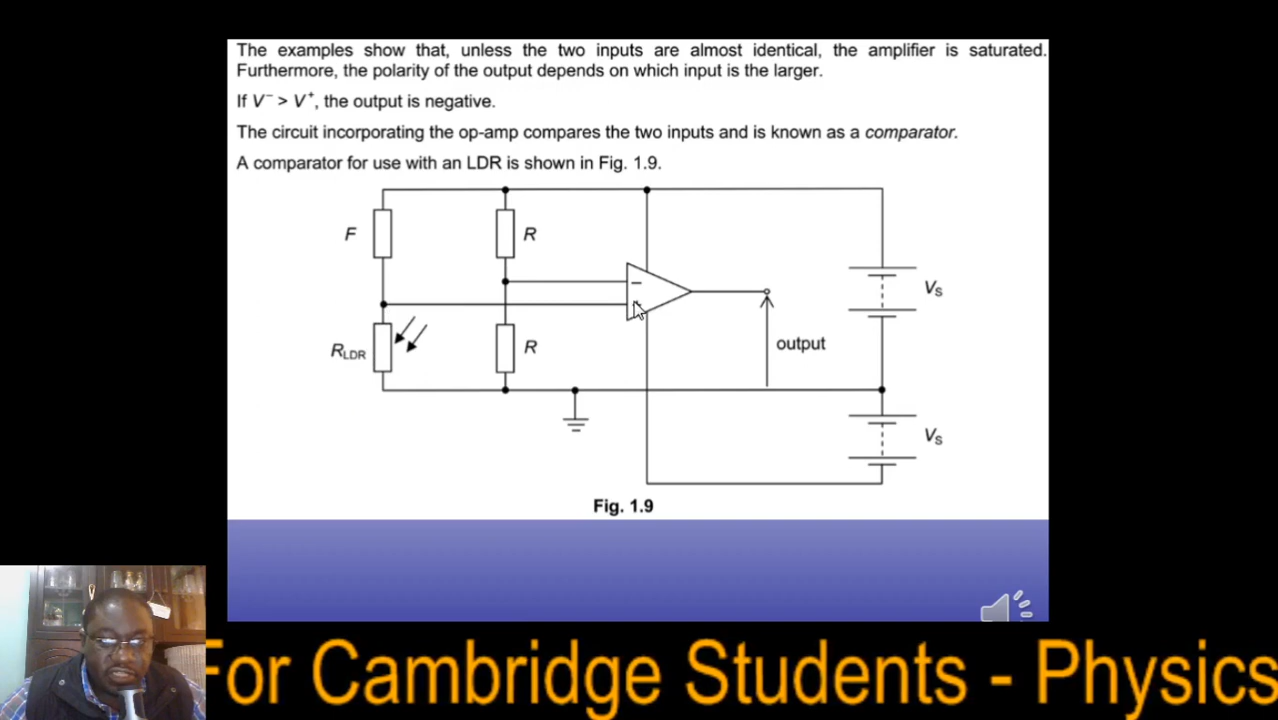 The examples show that, unless the two inputs are almost identical, the amplifier is saturated.
Furthermore, the polarity of the output depends on which input is the larger.
If V⁻ > V⁺, the output is negative.
The circuit incorporating the op-amp compares the two inputs and is known as a comparator.
A comparator for use with an LDR is shown in Fig. 1.9.
F
R
−
Vs
RLDR
R
output
Vs
Fig. 1.9
For Cambridge Students - Physics